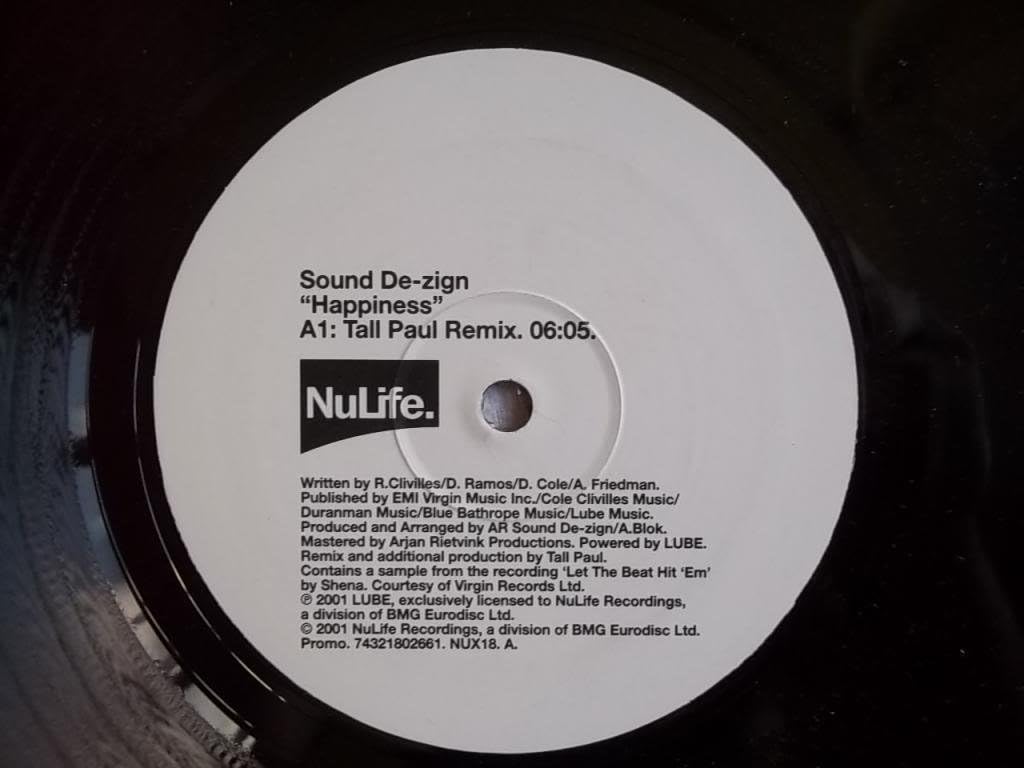 Sound De-zign
“Happiness”
A1: Tall Paul Remix. 06:05.
NuLife.
Written by R.Clivilles/D. Ramos/D. Cole/A. Friedman.
Published by EMI Virgin Music Inc./Cole Clivilles Music/
Duranman Music/Blue Bathrope Music/Lube Music.
Produced and Arranged by AR Sound De-zign/A.Blok.
Mastered by Arjan Rietvink Productions. Powered by LUBE.
Remix and additional production by Tall Paul.
Contains a sample from the recording ‘Let The Beat Hit ‘Em’
by Shena. Courtesy of Virgin Records Ltd.
℗ 2001 LUBE, exclusively licensed to NuLife Recordings,
a division of BMG Eurodisc Ltd.
© 2001 NuLife Recordings, a division of BMG Eurodisc Ltd.
Promo. 74321802661. NUX18. A.